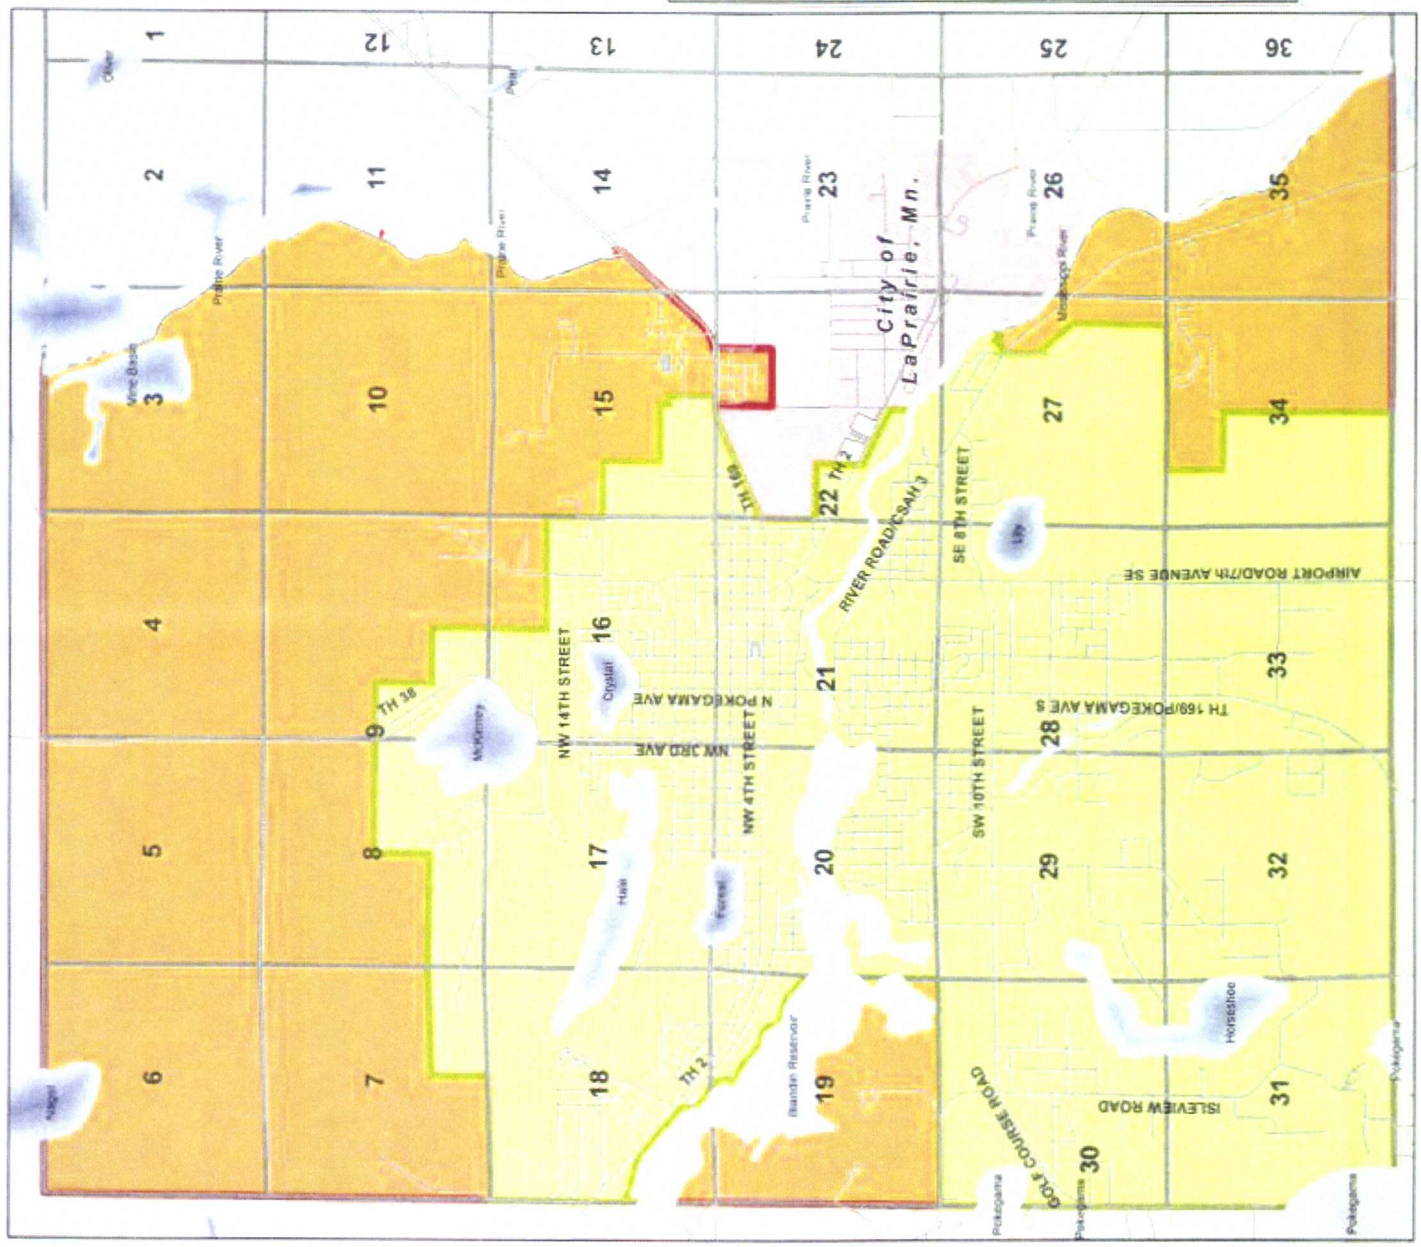 6
5
4
3
2
1
7
8
9
10
11
12
18
17
16
15
14
13
19
20
21
22
23
24
30
29
28
27
26
25
31
32
33
34
35
36
Nagel
Mine Basin
Prairie River
Oliver
TH 38
McKinney
Prairie River
Pear
NW 14TH STREET
Hale
Crystal
N POKEGAMA AVE
NW 3RD AVE
TH 2
NW 4TH STREET
Forest
TH 169
Blandin Reservoir
TH 2
RIVER ROAD/CSAH 3
Prairie River
City of
LaPrairie, Mn.
GOLF COURSE ROAD
SW 10TH STREET
SE 8TH STREET
Lily
Mississippi River
Prairie River
Pokegama
Pokegama
ISLEVIEW ROAD
TH 169/POKEGAMA AVE S
AIRPORT ROAD/7th AVENUE SE
Horseshoe
Pokegama
Pokegama